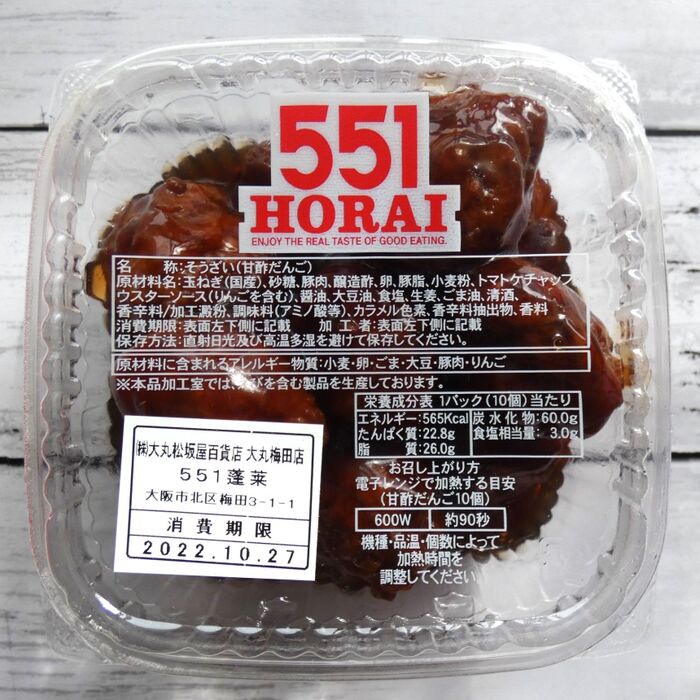 551
HORAI
ENJOY THE REAL TASTE OF GOOD EATING.
名　称:そうざい(甘酢だんご)
原材料名:玉ねぎ(国産)、砂糖、豚肉、醸造酢、卵、豚脂、小麦粉、トマトケチャップ
ウスターソース(りんごを含む)、醤油、大豆油、食塩、生姜、ごま油、清酒、
香辛料/加工澱粉、調味料(アミノ酸等)、カラメル色素、香辛料抽出物、香料
消費期限:表面左下側に記載　加工者:表面左下側に記載
保存方法:直射日光及び高温多湿を避けて保存してください。
原材料に含まれるアレルギー物質:小麦・卵・ごま・大豆・豚肉・りんご
※本品加工室では、えびを含む製品を生産しております。
栄養成分表 1パック(10個)当たり
エネルギー:565Kcal 炭水化物:60.0g
たんぱく質:22.8g 食塩相当量:3.0g
脂　質:26.0g
お召し上がり方
電子レンジで加熱する目安
(甘酢だんご10個)
600W 約90秒
機種・品温・個数によって
加熱時間を
調整してください。
㈱大丸松坂屋百貨店 大丸梅田店
551蓬莱
大阪市北区梅田3-1-1
消費期限
2022.10.27